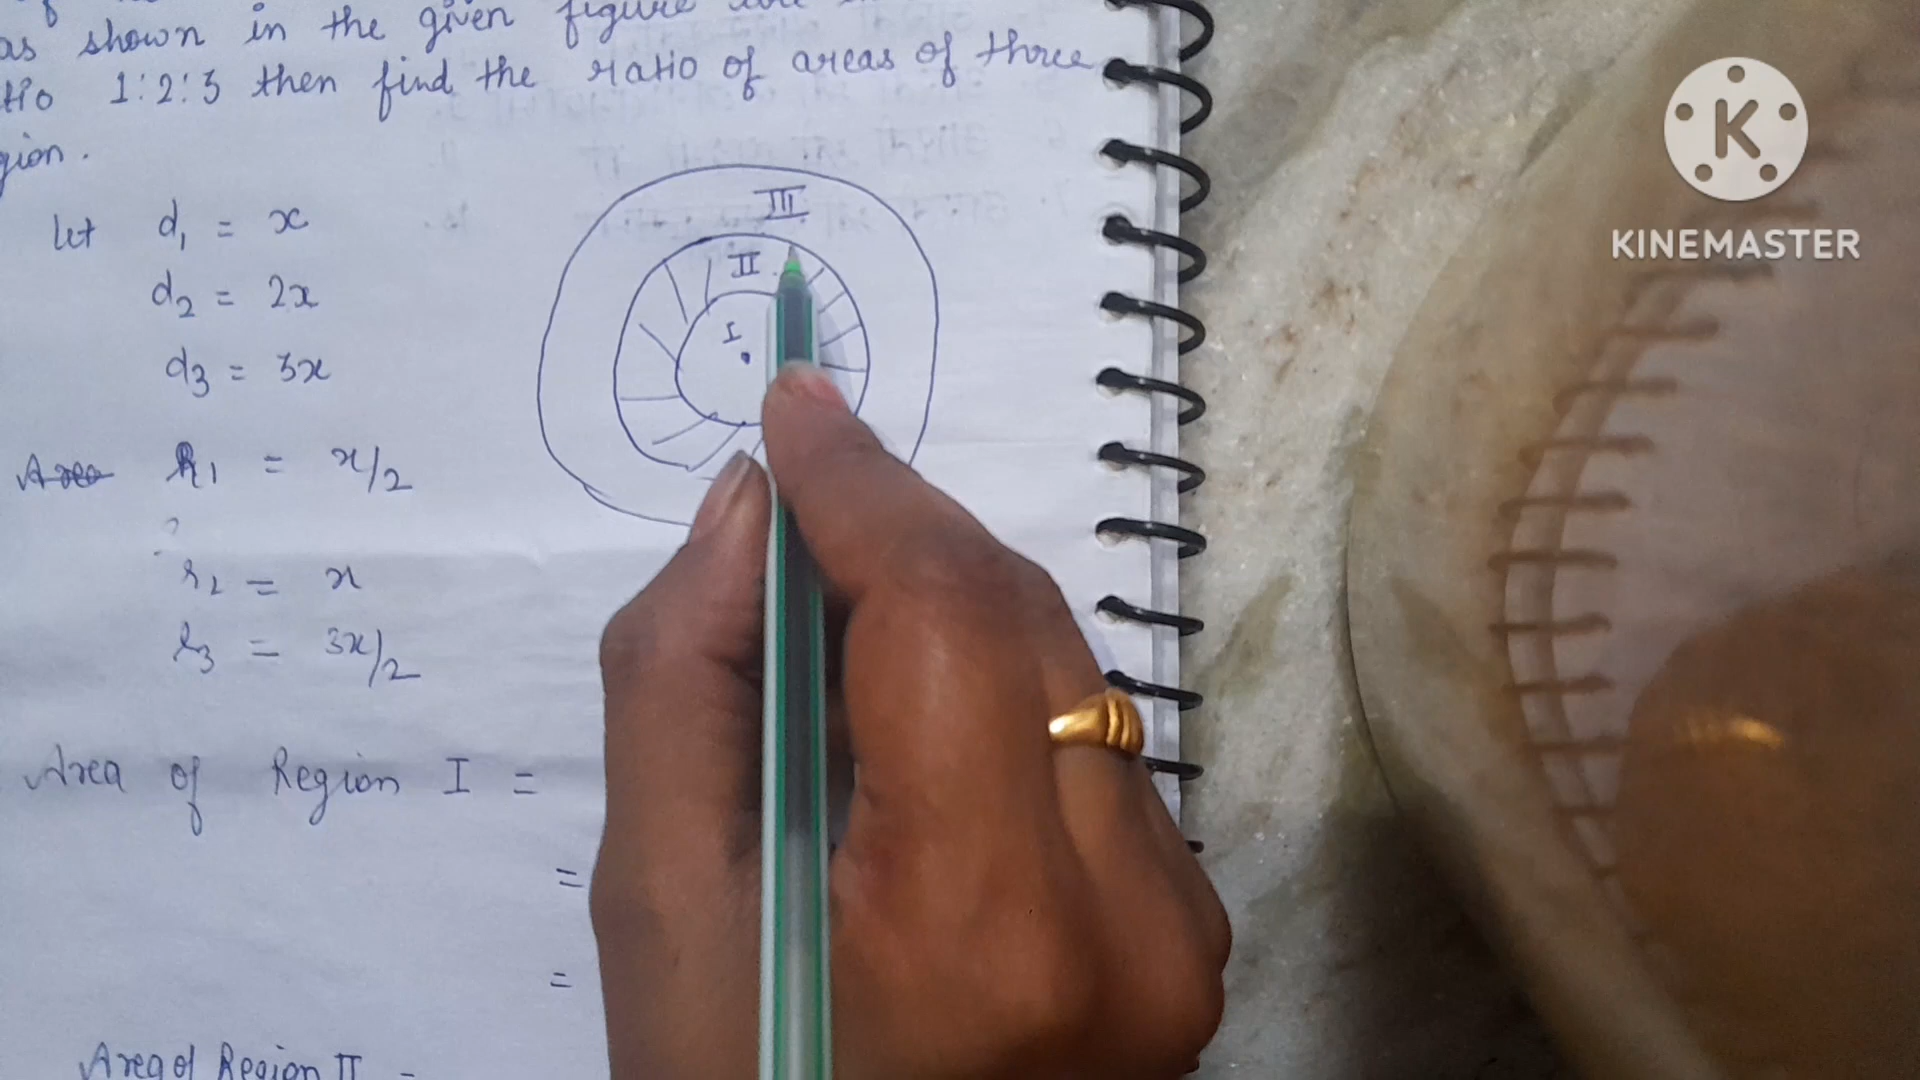 as shown in the given figure
tio 1:2:3 then find the ratio of areas of three
gion.
Let d1 = x
d2 = 2x
d3 = 3x
III
II
I
Area r1 = x/2
?
r2 = x
r3 = 3x/2
Area of Region I =
=
=
Area of Region II =
K
KINEMASTER